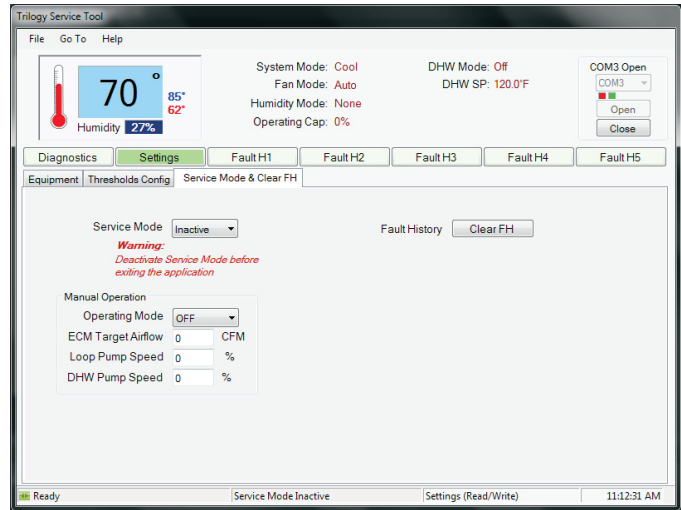 Trilogy Service Tool
File Go To Help
70°
85°
62°
Humidity 27%
System Mode: Cool
Fan Mode: Auto
Humidity Mode: None
Operating Cap: 0%
DHW Mode: Off
DHW SP: 120.0°F
COM3 Open
COM3
Open
Close
Diagnostics Settings Fault H1 Fault H2 Fault H3 Fault H4 Fault H5
Equipment Thresholds Config Service Mode & Clear FH
Service Mode Inactive
Warning:
Deactivate Service Mode before
exiting the application
Fault History Clear FH
Manual Operation
Operating Mode OFF
ECM Target Airflow 0 CFM
Loop Pump Speed 0 %
DHW Pump Speed 0 %
Ready Service Mode Inactive Settings (Read/Write) 11:12:31 AM